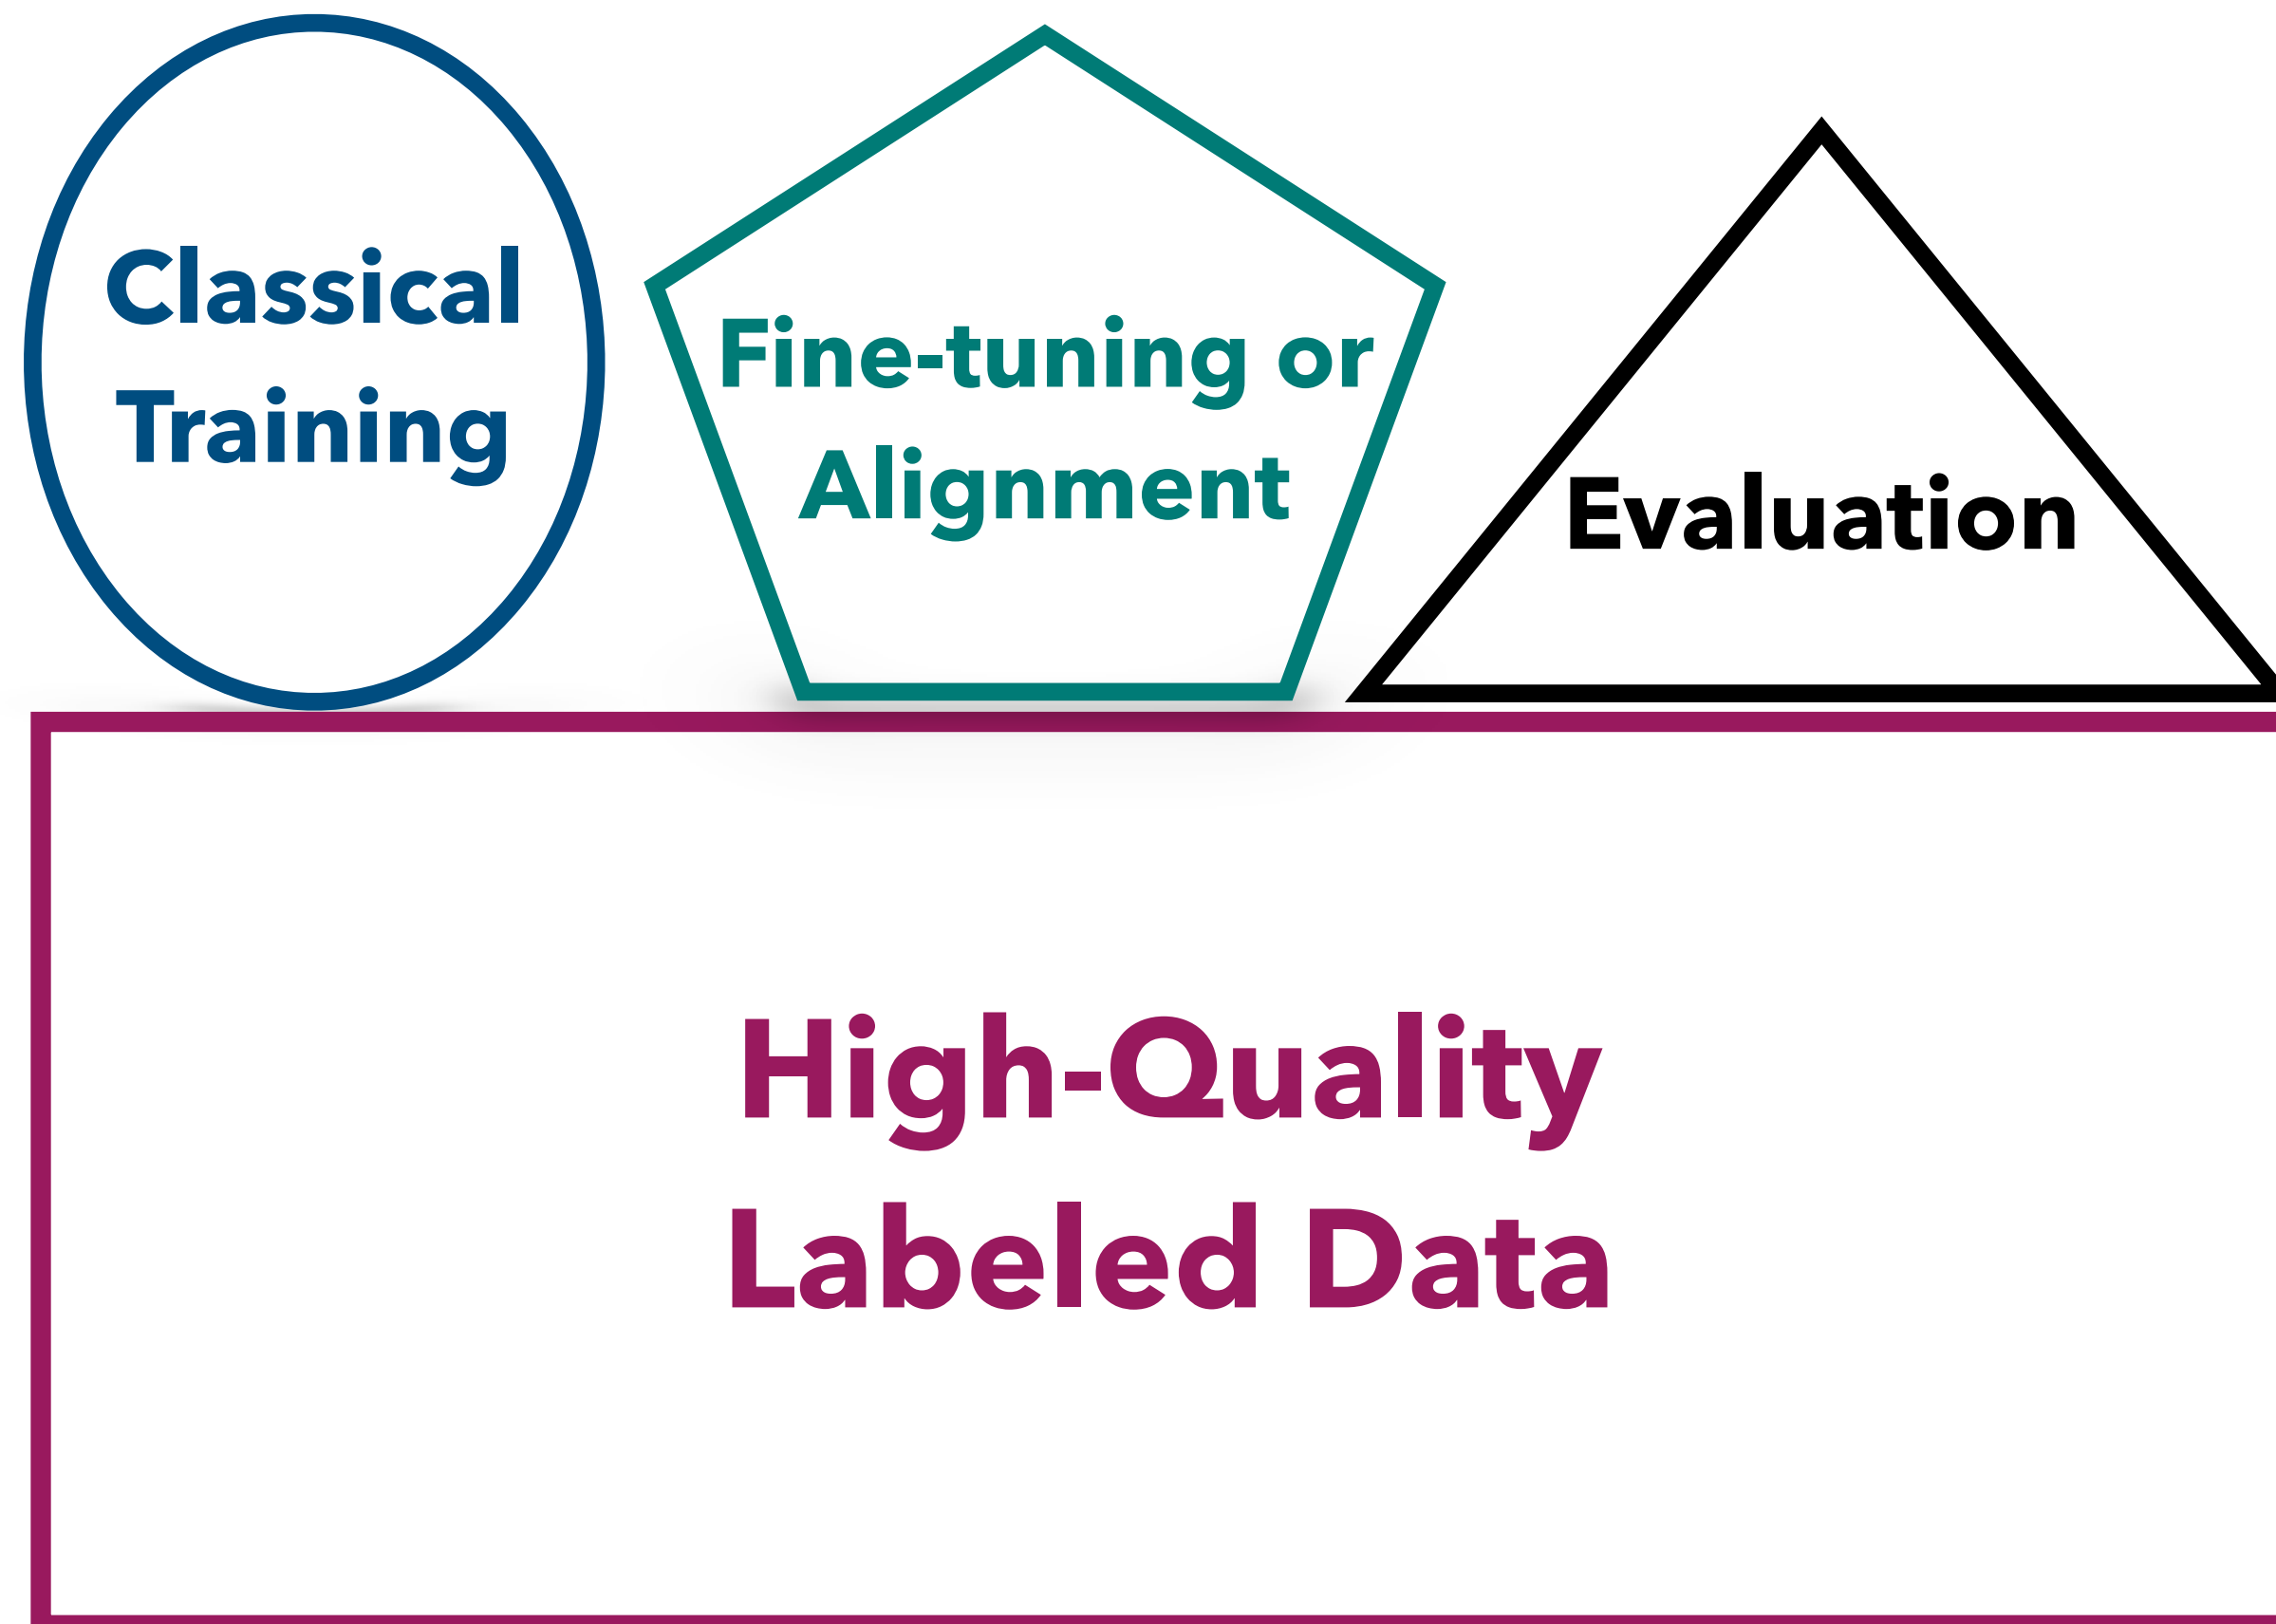 Classical
Training
Fine-tuning or
Alignment
Evaluation
High-Quality
Labeled Data